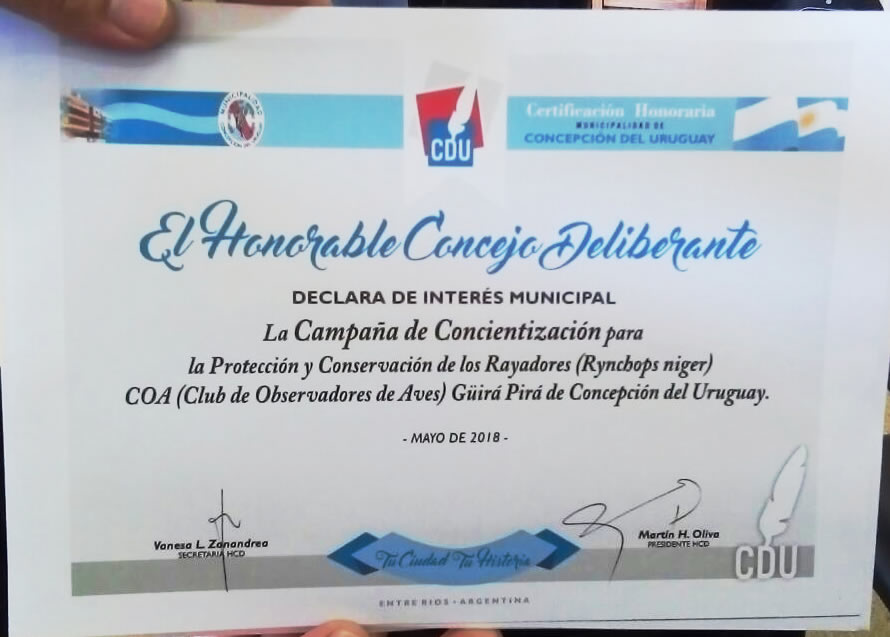 MUNICIPALIDAD
CDU
Certificación Honoraria
MUNICIPALIDAD DE
CONCEPCIÓN DEL URUGUAY
El Honorable Concejo Deliberante
DECLARA DE INTERÉS MUNICIPAL
La Campaña de Concientización para
la Protección y Conservación de los Rayadores (Rynchops niger)
COA (Club de Observadores de Aves) Güirá Pirá de Concepción del Uruguay.
- MAYO DE 2018 -
Vanesa L. Zanandrea
SECRETARIA HCD
Martín H. Oliva
PRESIDENTE HCD
Tu Ciudad Tu Historia
CDU
ENTRE RIOS - ARGENTINA